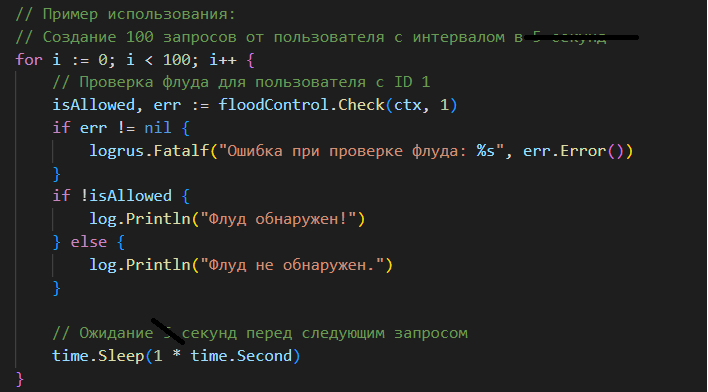 // Пример использования:
// Создание 100 запросов от пользователя с интервалом в 5 секунд
for i := 0; i < 100; i++ {
// Проверка флуда для пользователя с ID 1
isAllowed, err := floodControl.Check(ctx, 1)
if err != nil {
logrus.Fatalf("Ошибка при проверке флуда: %s", err.Error())
}
if !isAllowed {
log.Println("Флуд обнаружен!")
} else {
log.Println("Флуд не обнаружен.")
}
// Ожидание секунд перед следующим запросом
time.Sleep(1 * time.Second)
}